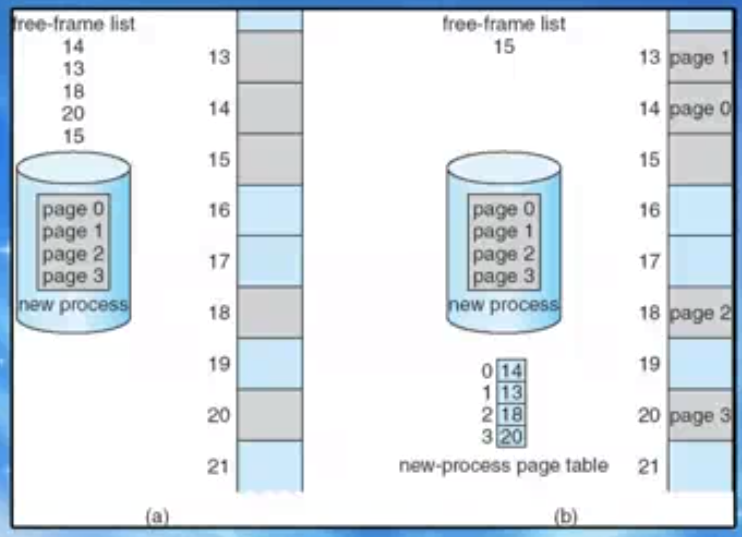 free-frame list
14
13
18
20
15
page 0
page 1
page 2
page 3
new process
13
14
15
16
17
18
19
20
21
(a)
free-frame list
15
page 0
page 1
page 2
page 3
new process
0 14
1 13
2 18
3 20
new-process page table
13 page 1
14 page 0
15
16
17
18 page 2
19
20 page 3
21
(b)